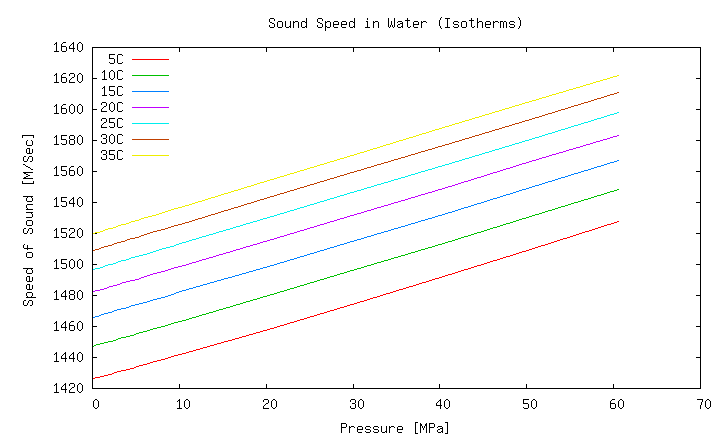 Sound Speed in Water (Isotherms)
1640
1620
1600
1580
1560
1540
1520
1500
1480
1460
1440
1420
5C
10C
15C
20C
25C
30C
35C
Speed of Sound [M/Sec]
0 10 20 30 40 50 60 70
Pressure [MPa]